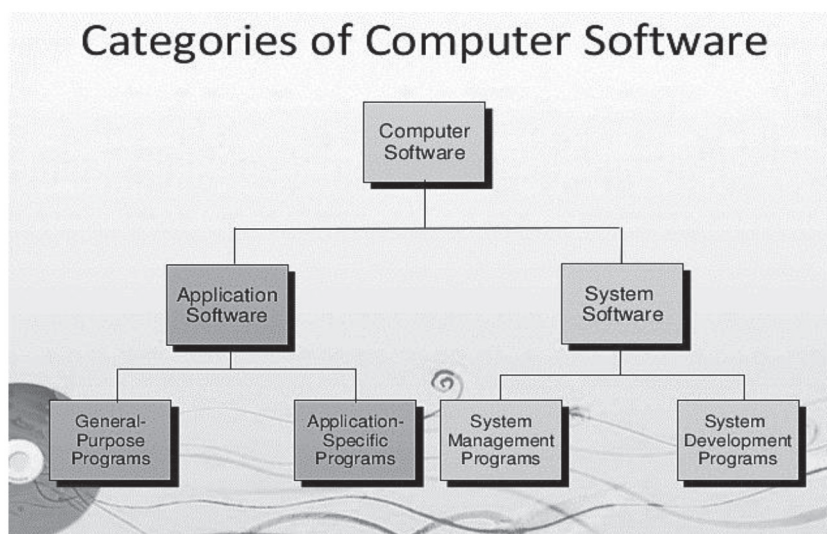 Categories of Computer Software
Computer
Software
Application
Software
System
Software
General-
Purpose
Programs
Application-
Specific
Programs
System
Management
Programs
System
Development
Programs